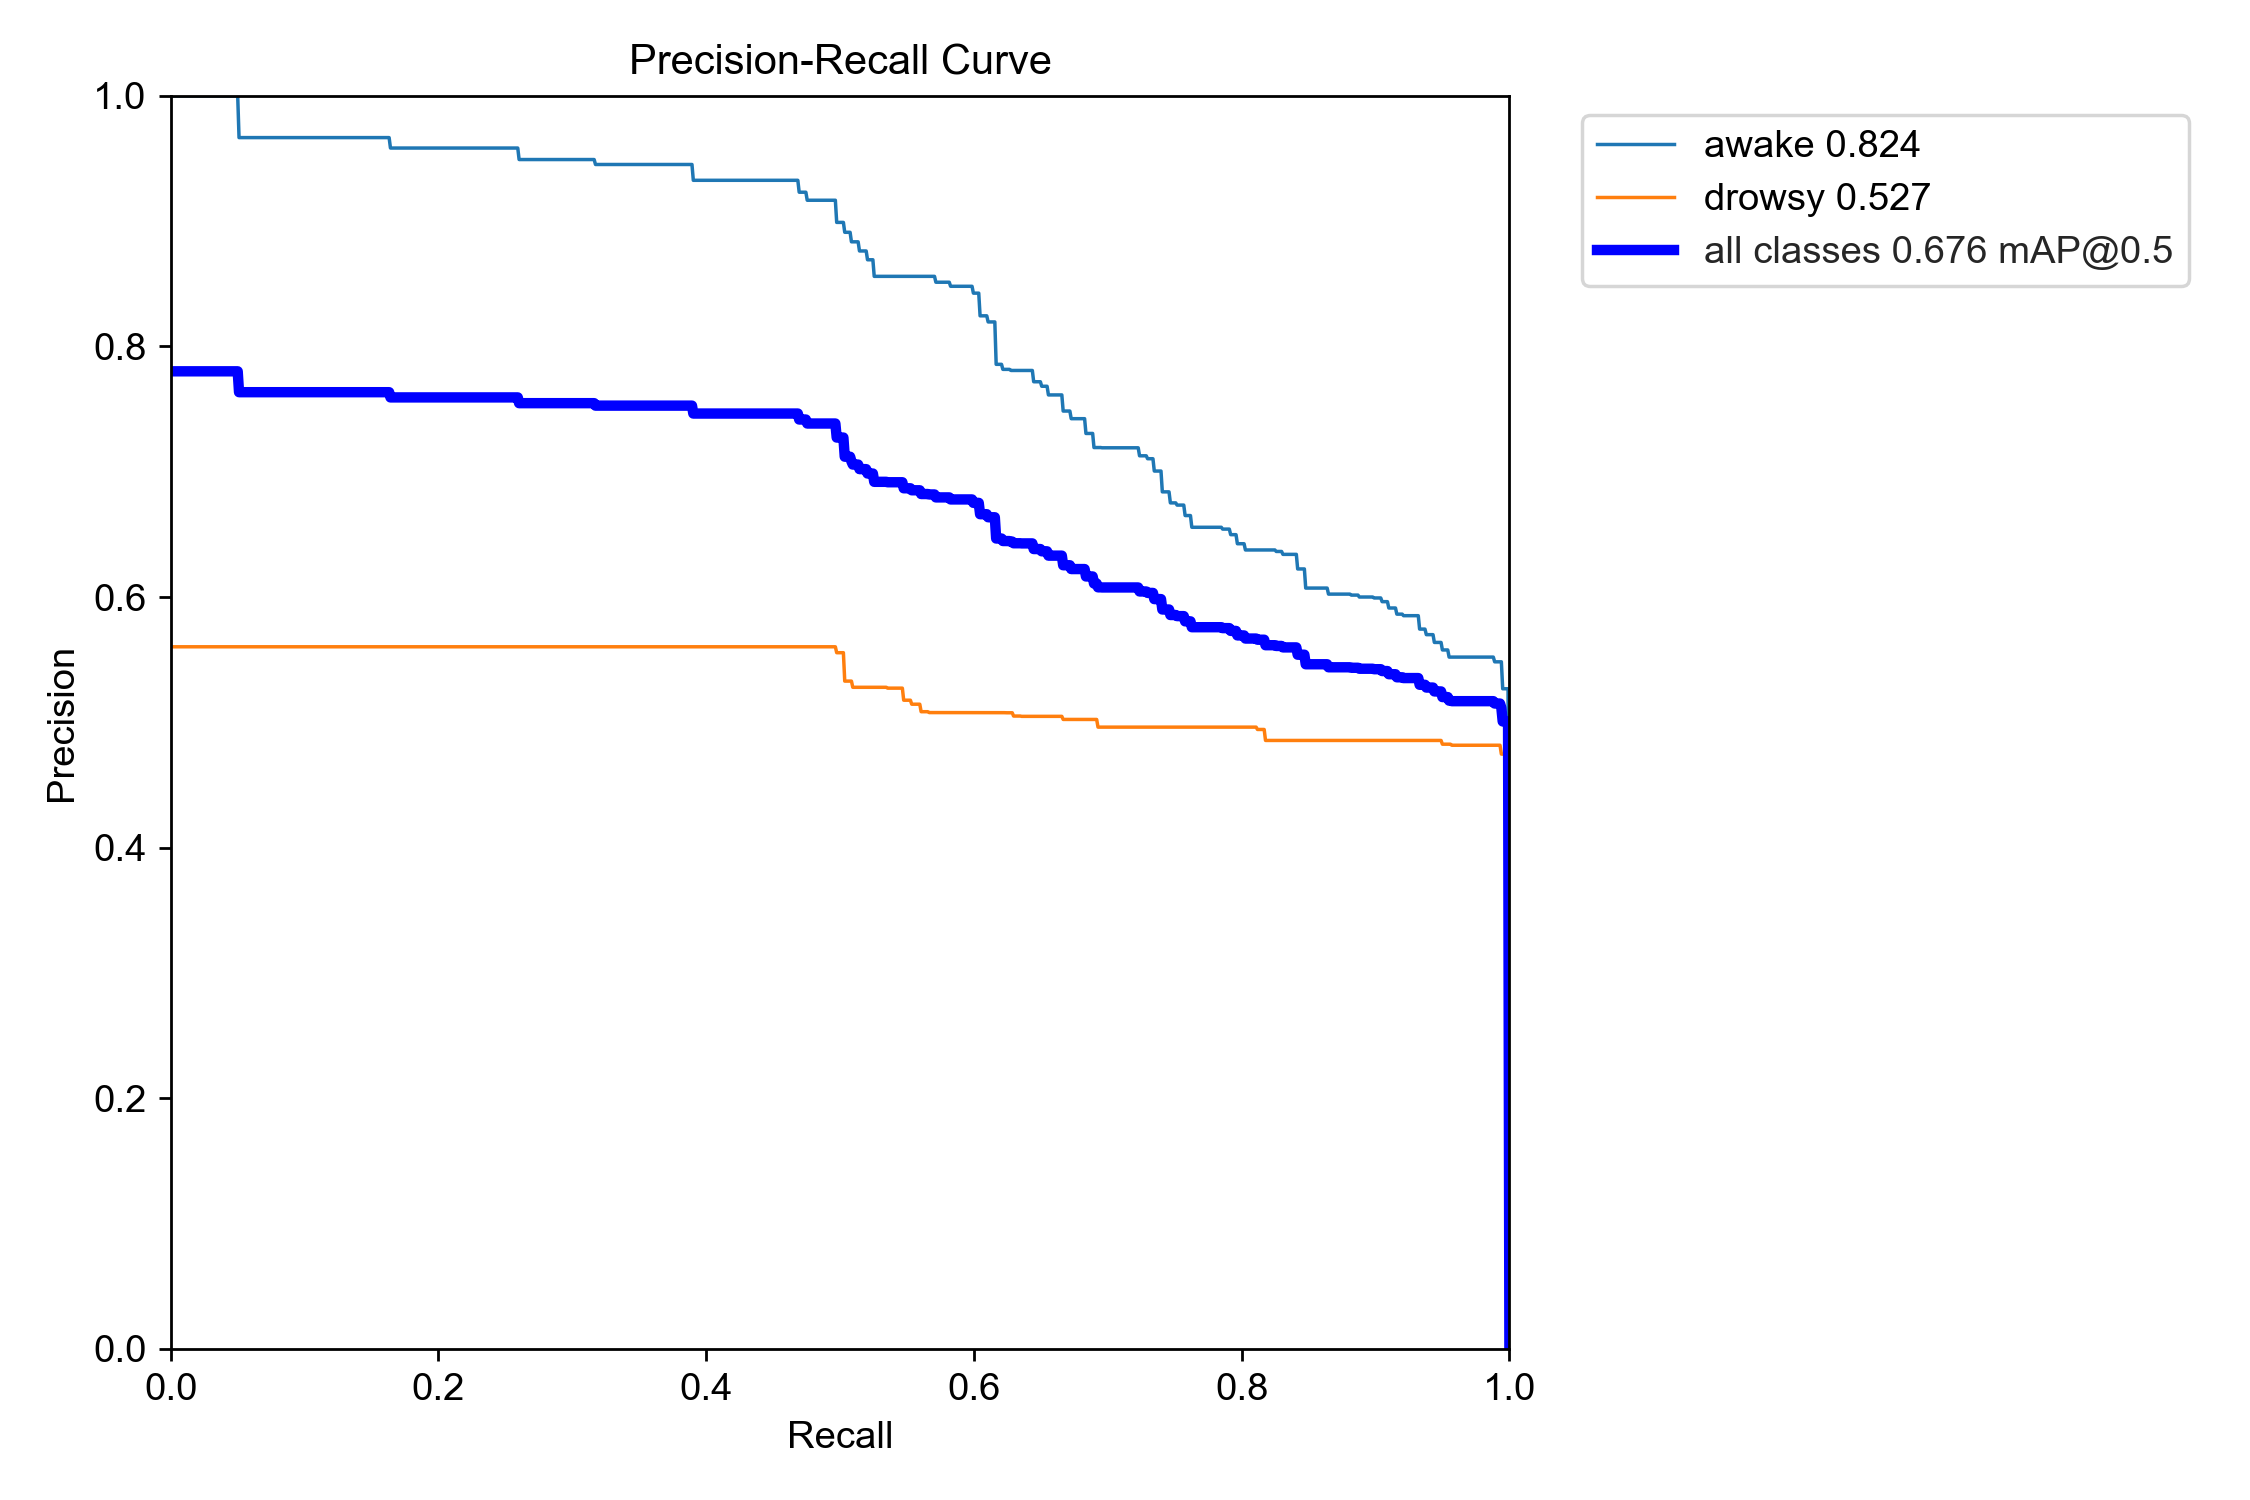 Precision-Recall Curve
1.0
0.8
0.6
0.4
0.2
0.0
Precision
0.0 0.2 0.4 0.6 0.8 1.0
Recall
awake 0.824
drowsy 0.527
all classes 0.676 mAP@0.5